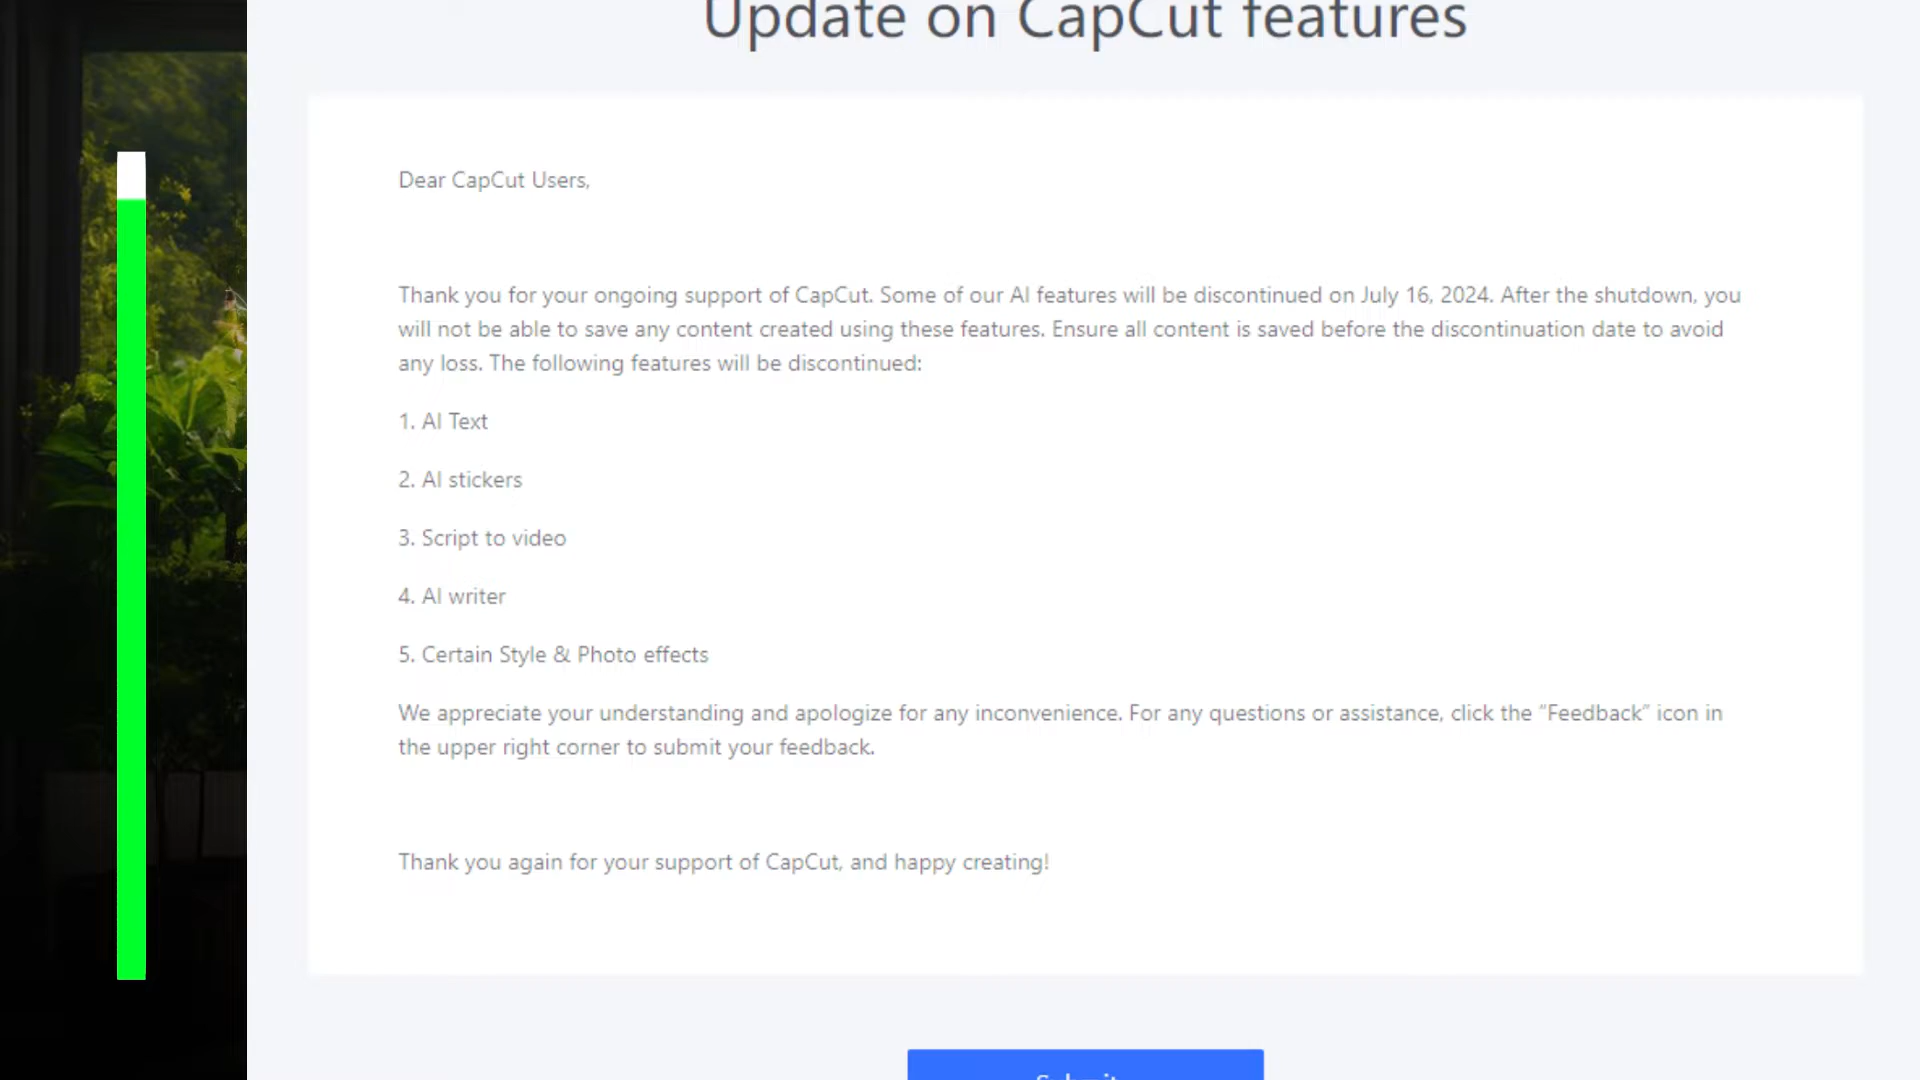 Update on CapCut features
Dear CapCut Users,
Thank you for your ongoing support of CapCut. Some of our AI features will be discontinued on July 16, 2024. After the shutdown, you
will not be able to save any content created using these features. Ensure all content is saved before the discontinuation date to avoid
any loss. The following features will be discontinued:
1. AI Text
2. AI stickers
3. Script to video
4. AI writer
5. Certain Style & Photo effects
We appreciate your understanding and apologize for any inconvenience. For any questions or assistance, click the “Feedback” icon in
the upper right corner to submit your feedback.
Thank you again for your support of CapCut, and happy creating!
Submit